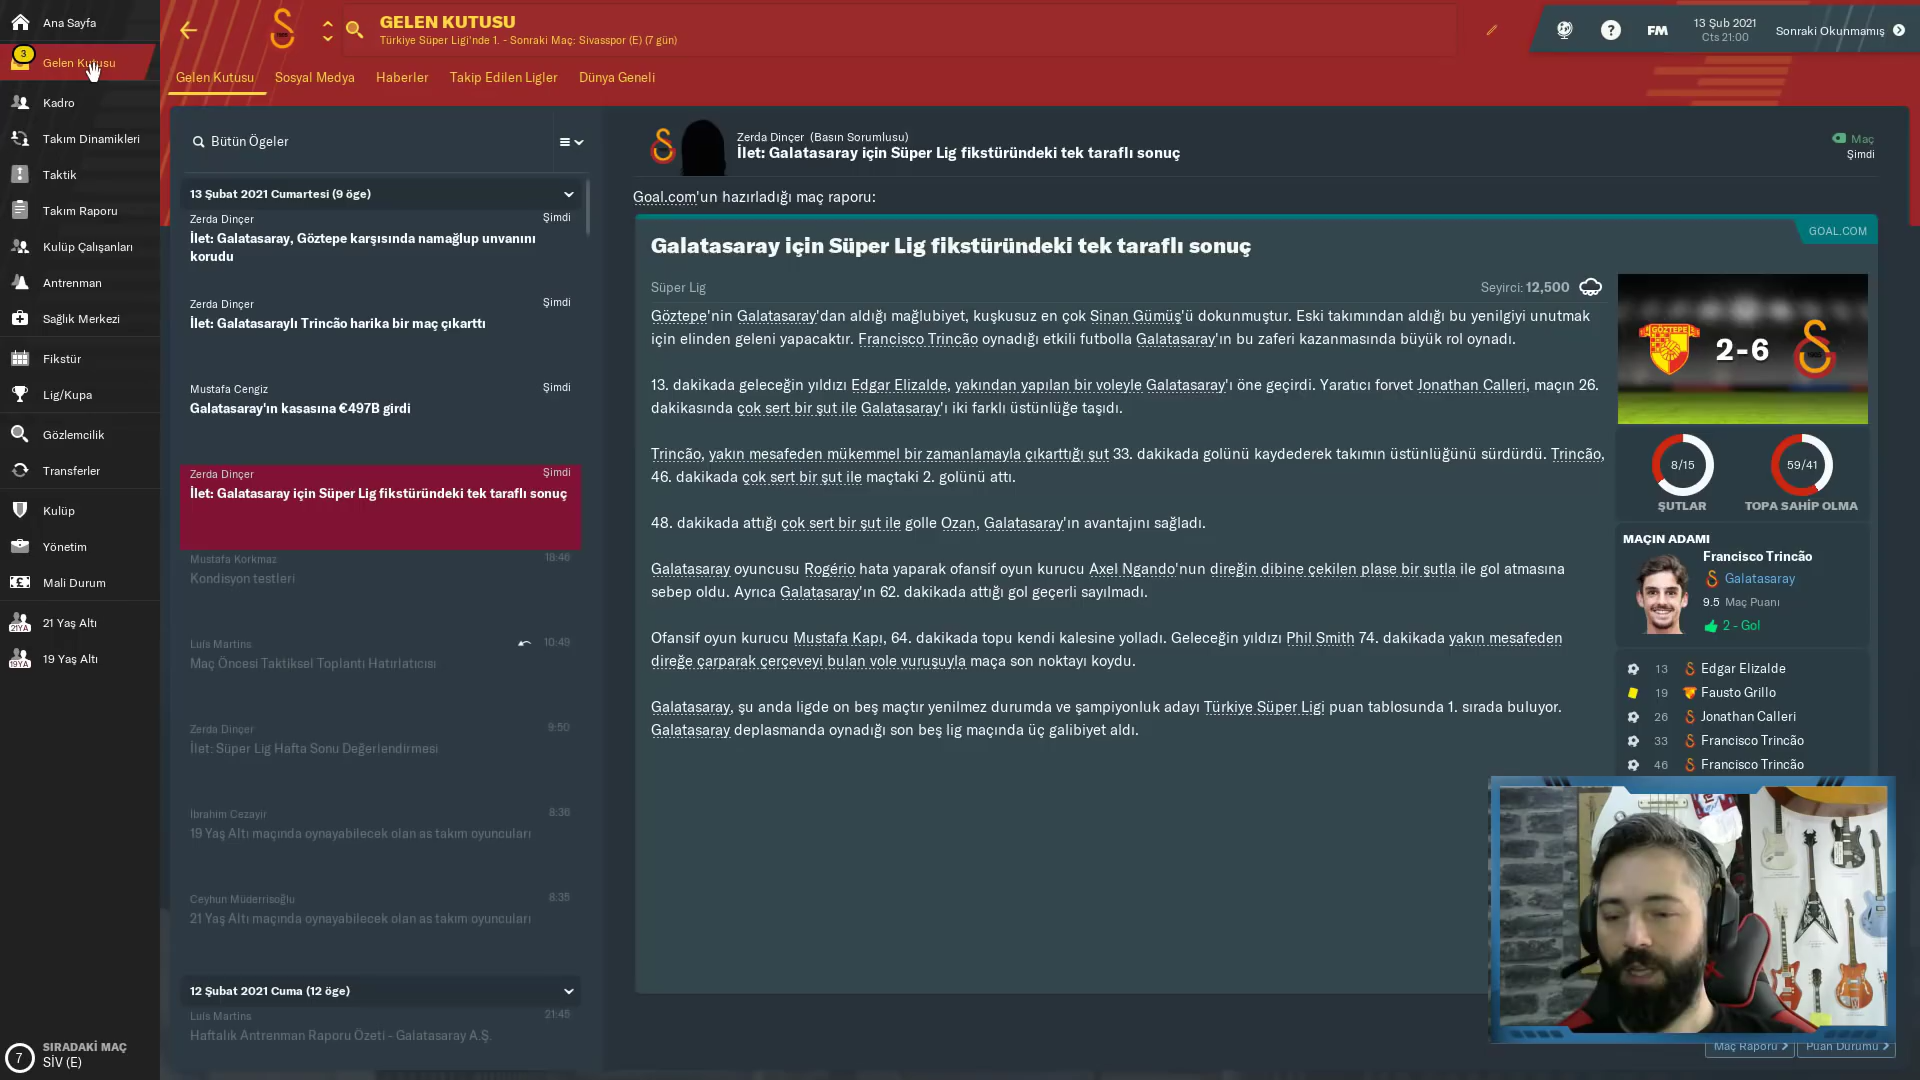 Ana Sayfa
3
Gelen Kutusu
Kadro
Takım Dinamikleri
Taktik
Takım Raporu
Kulüp Çalışanları
Antrenman
Sağlık Merkezi
Fikstür
Lig/Kupa
Gözlemcilik
Transferler
Kulüp
Yönetim
Mali Durum
21YA
21 Yaş Altı
19YA
19 Yaş Altı
7
SIRADAKİ MAÇ
SİV (E)
GELEN KUTUSU
Türkiye Süper Ligi'nde 1. - Sonraki Maç: Sivasspor (E) (7 gün)
?
FM
13 Şub 2021
Cts 21:00
Sonraki Okunmamış
Gelen Kutusu
Sosyal Medya
Haberler
Takip Edilen Ligler
Dünya Geneli
Bütün Ögeler
13 Şubat 2021 Cumartesi (9 öge)
Zerda Dinçer
Şimdi
İlet: Galatasaray, Göztepe karşısında namağlup unvanını
korudu
Zerda Dinçer
Şimdi
İlet: Galatasaraylı Trincão harika bir maç çıkarttı
Mustafa Cengiz
Şimdi
Galatasaray'ın kasasına €497B girdi
Zerda Dinçer
Şimdi
İlet: Galatasaray için Süper Lig fikstüründeki tek taraflı sonuç
Mustafa Korkmaz
18:46
Kondisyon testleri
Luís Martins
10:49
Maç Öncesi Taktiksel Toplantı Hatırlatıcısı
Zerda Dinçer
9:50
İlet: Süper Lig Hafta Sonu Değerlendirmesi
İbrahim Cezayir
8:36
19 Yaş Altı maçında oynayabilecek olan as takım oyuncuları
Ceyhun Müderrisoğlu
8:35
21 Yaş Altı maçında oynayabilecek olan as takım oyuncuları
12 Şubat 2021 Cuma (12 öge)
Luís Martins
21:45
Haftalık Antrenman Raporu Özeti - Galatasaray A.Ş.
Zerda Dinçer (Basın Sorumlusu)
İlet: Galatasaray için Süper Lig fikstüründeki tek taraflı sonuç
Maç
Şimdi
Goal.com'un hazırladığı maç raporu:
GOAL.COM
Galatasaray için Süper Lig fikstüründeki tek taraflı sonuç
Süper Lig
Seyirci: 12,500
Göztepe'nin Galatasaray'dan aldığı mağlubiyet, kuşkusuz en çok Sinan Gümüş'ü dokunmuştur. Eski takımından aldığı bu yenilgiyi unutmak
için elinden geleni yapacaktır. Francisco Trincão oynadığı etkili futbolla Galatasaray'ın bu zaferi kazanmasında büyük rol oynadı.
13. dakikada geleceğin yıldızı Edgar Elizalde, yakından yapılan bir voleyle Galatasaray'ı öne geçirdi. Yaratıcı forvet Jonathan Calleri, maçın 26.
dakikasında çok sert bir şut ile Galatasaray'ı iki farklı üstünlüğe taşıdı.
Trincão, yakın mesafeden mükemmel bir zamanlamayla çıkarttığı şut 33. dakikada golünü kaydederek takımın üstünlüğünü sürdürdü. Trincão,
46. dakikada çok sert bir şut ile maçtaki 2. golünü attı.
48. dakikada attığı çok sert bir şut ile golle Ozan, Galatasaray'ın avantajını sağladı.
Galatasaray oyuncusu Rogério hata yaparak ofansif oyun kurucu Axel Ngando'nun direğin dibine çekilen plase bir şutla ile gol atmasına
sebep oldu. Ayrıca Galatasaray'ın 62. dakikada attığı gol geçerli sayılmadı.
Ofansif oyun kurucu Mustafa Kapı, 64. dakikada topu kendi kalesine yolladı. Geleceğin yıldızı Phil Smith 74. dakikada yakın mesafeden
direğe çarparak çerçeveyi bulan vole vuruşuyla maça son noktayı koydu.
Galatasaray, şu anda ligde on beş maçtır yenilmez durumda ve şampiyonluk adayı Türkiye Süper Ligi puan tablosunda 1. sırada buluyor.
Galatasaray deplasmanda oynadığı son beş lig maçında üç galibiyet aldı.
GÖZTEPE
2-6
8/15
59/41
ŞUTLAR
TOPA SAHİP OLMA
MAÇIN ADAMI
Francisco Trincão
Galatasaray
9.5 Maç Puanı
2 - Gol
13 Edgar Elizalde
19 Fausto Grillo
26 Jonathan Calleri
33 Francisco Trincão
46 Francisco Trincão
Maç Raporu
Puan Durumu